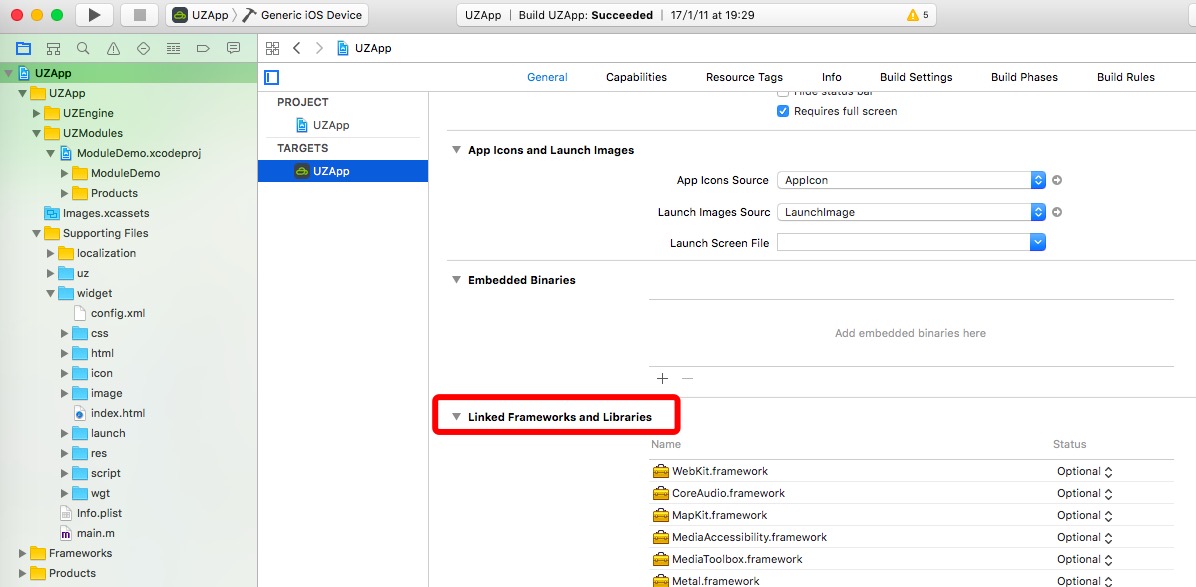 UZApp
Generic iOS Device
UZApp | Build UZApp: Succeeded | 17/1/11 at 19:29
5
UZApp
UZApp
General
Capabilities
Resource Tags
Info
Build Settings
Build Phases
Build Rules
UZApp
UZEngine
UZModules
ModuleDemo.xcodeproj
ModuleDemo
Products
Images.xcassets
Supporting Files
localization
uz
widget
config.xml
css
html
icon
image
index.html
launch
res
script
wgt
Info.plist
main.m
Frameworks
Products
PROJECT
UZApp
TARGETS
UZApp
Hide status bar
Requires full screen
App Icons and Launch Images
App Icons Source AppIcon
Launch Images Sourc LaunchImage
Launch Screen File
Embedded Binaries
Add embedded binaries here
Linked Frameworks and Libraries
Name Status
WebKit.framework Optional
CoreAudio.framework Optional
MapKit.framework Optional
MediaAccessibility.framework Optional
MediaToolbox.framework Optional
Metal.framework Optional